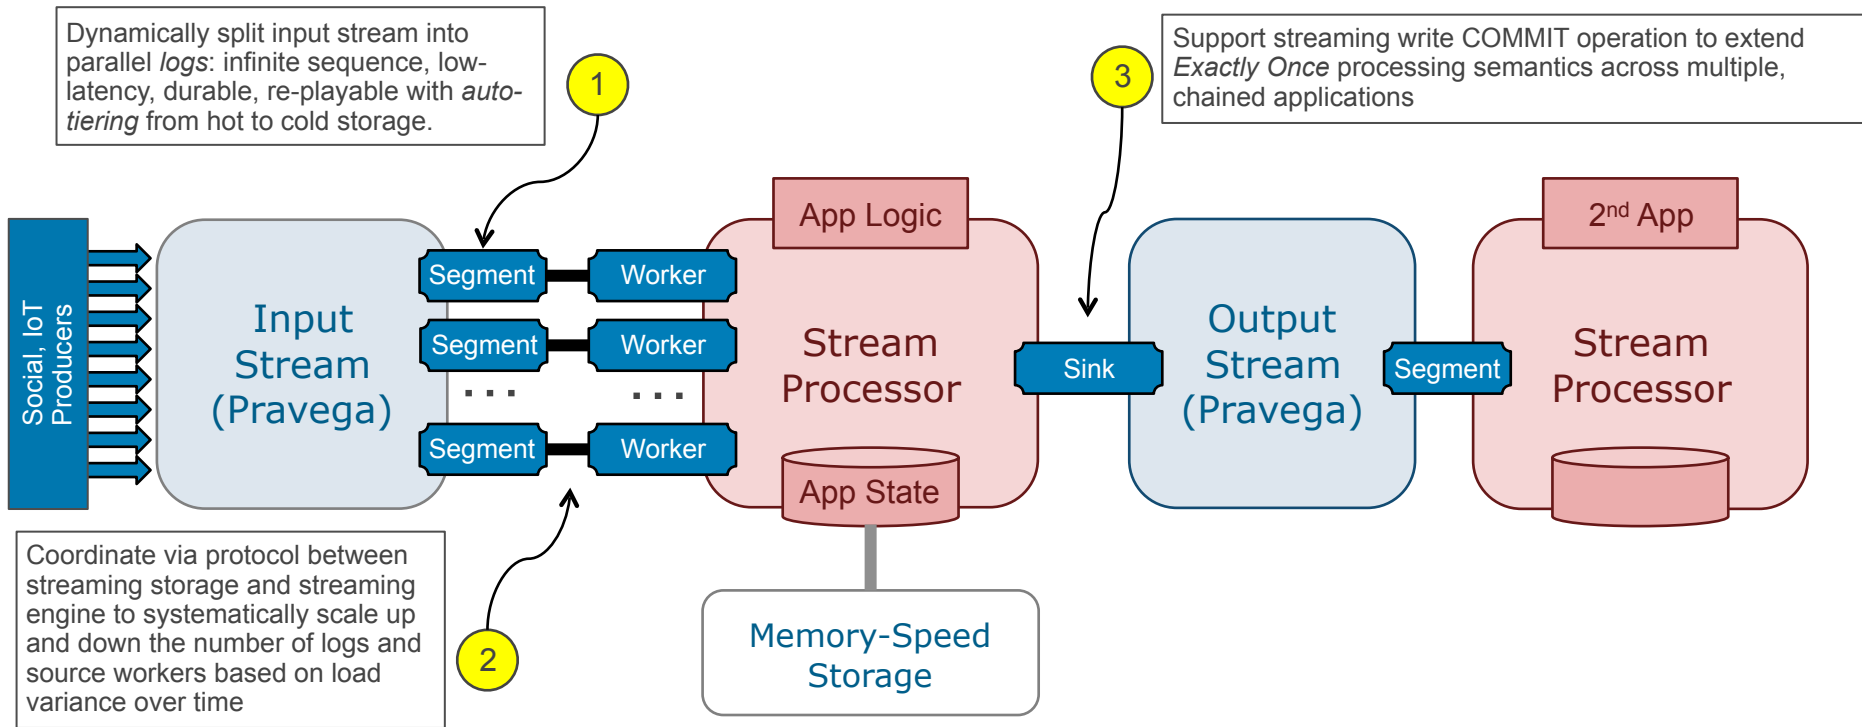 Dynamically split input stream into
parallel logs: infinite sequence, low-
latency, durable, re-playable with auto-
tiering from hot to cold storage.
1
3
Support streaming write COMMIT operation to extend
Exactly Once processing semantics across multiple,
chained applications
Social, IoT
Producers
Input
Stream
(Pravega)
Segment
Worker
Segment
Worker
...
...
Segment
Worker
App Logic
Stream
Processor
App State
Sink
Output
Stream
(Pravega)
Segment
2nd App
Stream
Processor
Coordinate via protocol between
streaming storage and streaming
engine to systematically scale up
and down the number of logs and
source workers based on load
variance over time
2
Memory-Speed
Storage